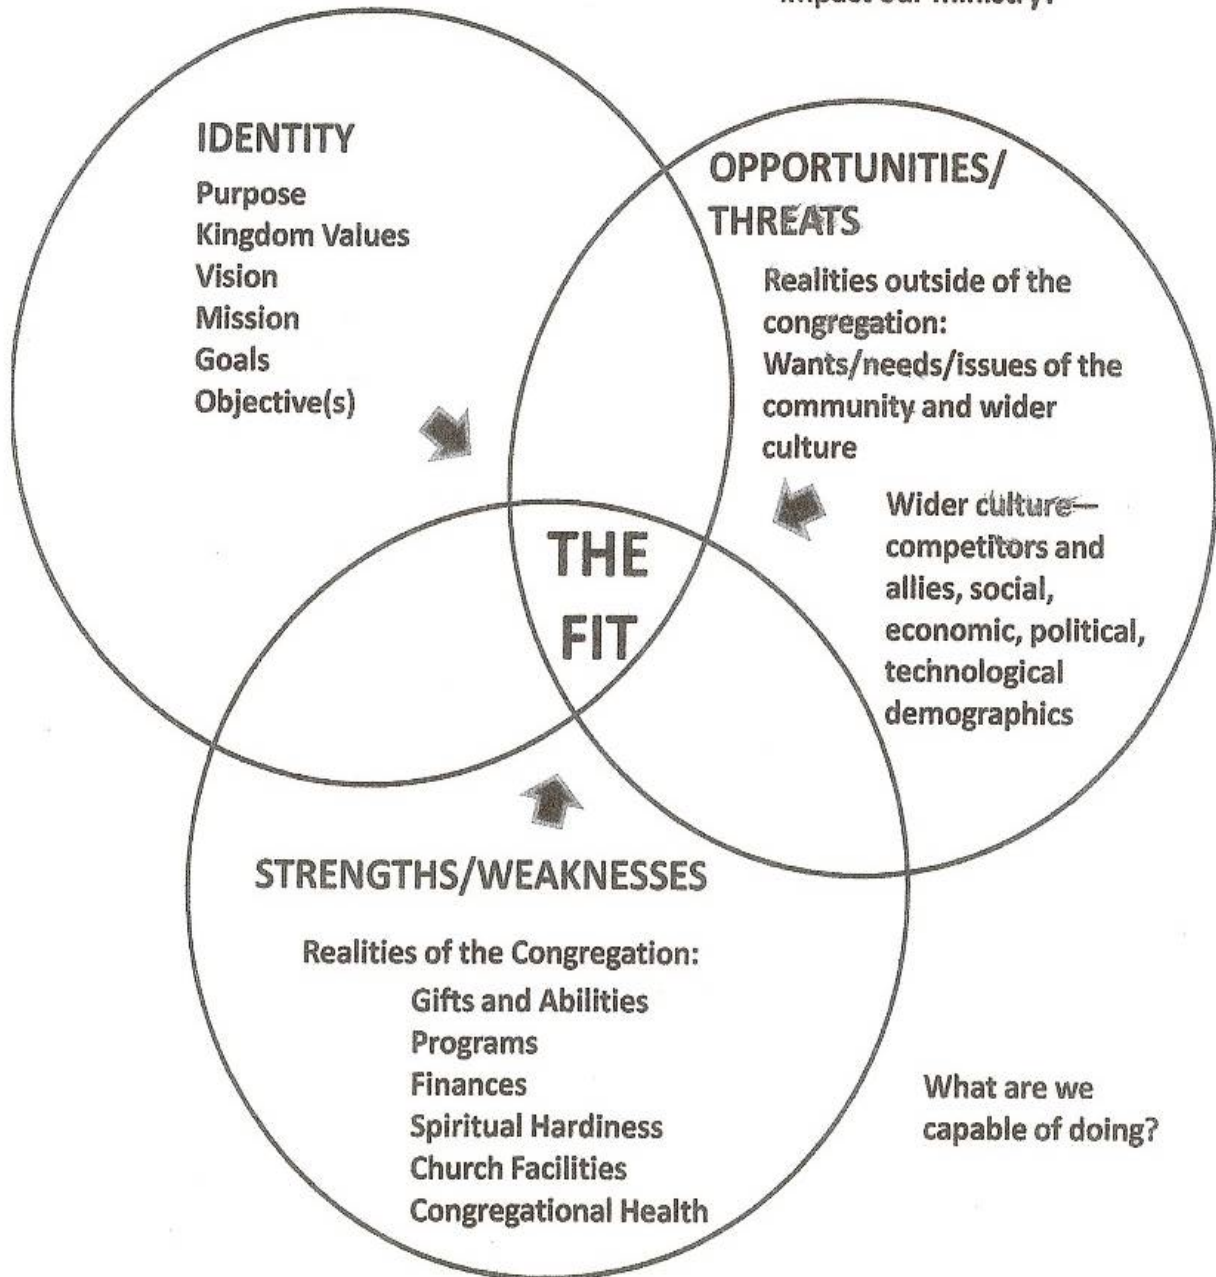 impact our ministry?
IDENTITY
Purpose
Kingdom Values
Vision
Mission
Goals
Objective(s)
OPPORTUNITIES/
THREATS
Realities outside of the
congregation:
Wants/needs/issues of the
community and wider
culture
Wider culture—
competitors and
allies, social,
economic, political,
technological
demographics
THE
FIT
STRENGTHS/WEAKNESSES
Realities of the Congregation:
Gifts and Abilities
Programs
Finances
Spiritual Hardiness
Church Facilities
Congregational Health
What are we
capable of doing?